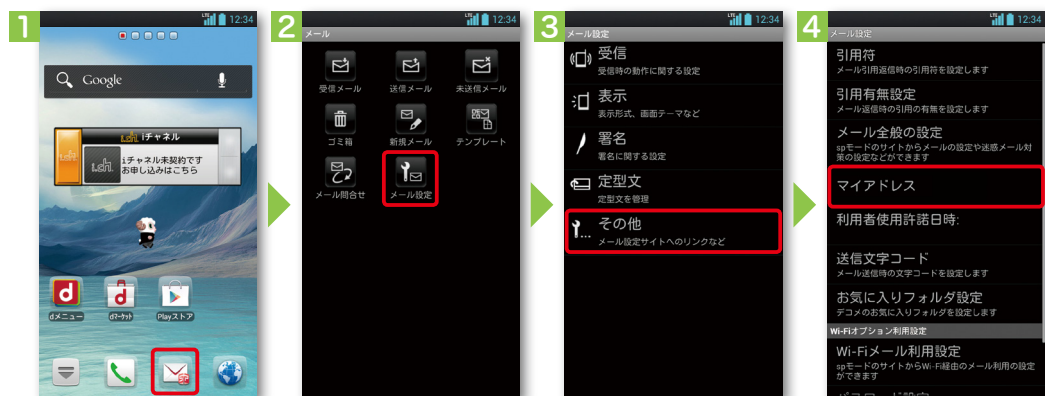 1
LTE 12:34
Google
i.ch iチャネル
i.ch
i.ch
iチャネル未契約です
お申し込みはこちら
d
dメニュー
d
dマーケット
Playストア
2
LTE 12:34
メール
受信メール
送信メール
未送信メール
ゴミ箱
新規メール
テンプレート
メール問合せ
メール設定
3
LTE 12:34
メール設定
受信
受信時の動作に関する設定
表示
表示形式、画面テーマなど
署名
署名に関する設定
定型文
定型文を管理
その他
メール設定サイトへのリンクなど
4
LTE 12:34
メール設定
引用符
メール引用返信時の引用符を設定します
引用有無設定
メール返信時の引用の有無を設定します
メール全般の設定
spモードのサイトからメールの設定や迷惑メール対
策の設定などができます
マイアドレス
利用者使用許諾日時:
送信文字コード
メール送信時の文字コードを設定します
お気に入りフォルダ設定
デコメのお気に入りフォルダを設定します
Wi-Fiオプション利用設定
Wi-Fiメール利用設定
spモードのサイトからWi-Fi経由のメール利用の設定
ができます
パスワード設定